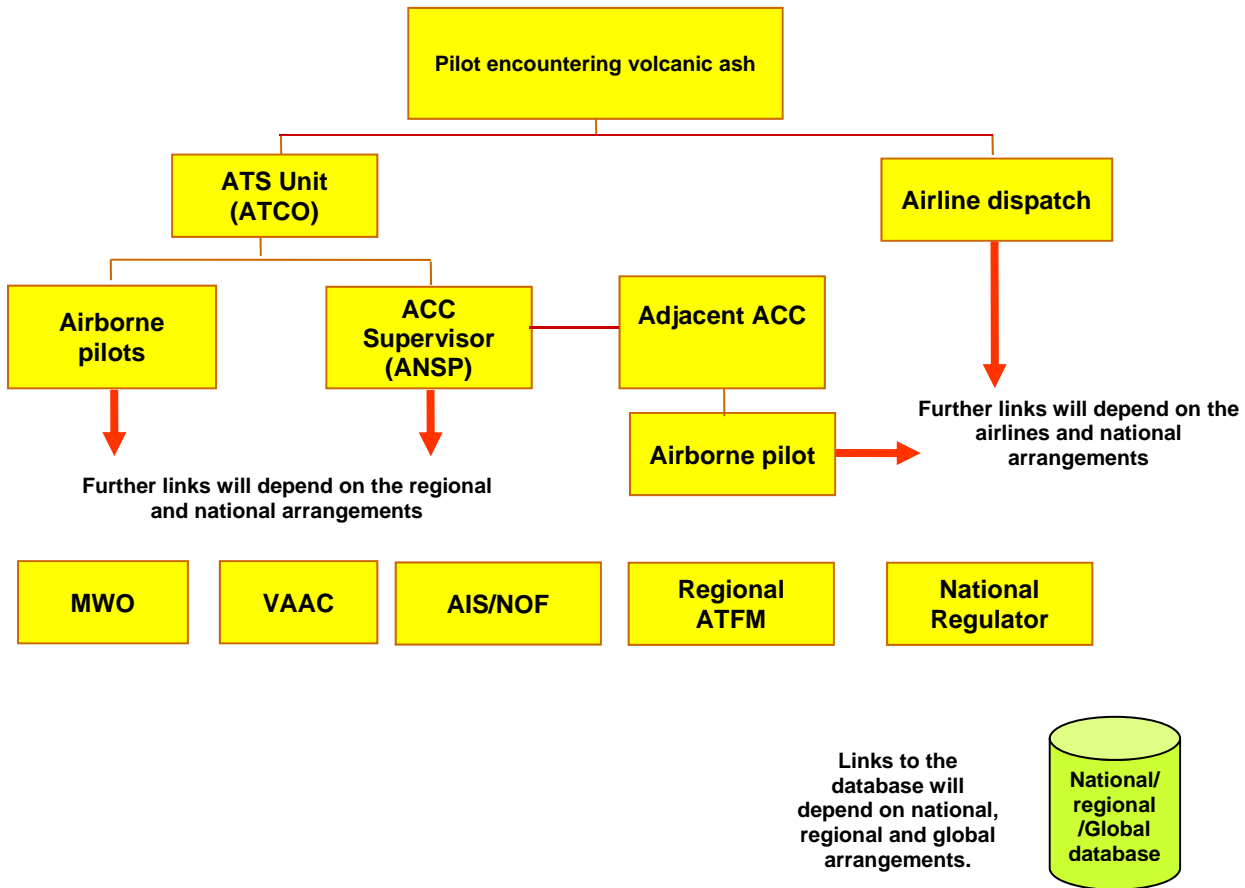 Pilot encountering volcanic ash
ATS Unit
(ATCO)
Airline dispatch
Airborne
pilots
ACC
Supervisor
(ANSP)
Adjacent ACC
Airborne pilot
Further links will depend on the
airlines and national
arrangements
Further links will depend on the regional
and national arrangements
MWO
VAAC
AIS/NOF
Regional
ATFM
National
Regulator
Links to the
database will
depend on national,
regional and global
arrangements.
National/
regional
/Global
database